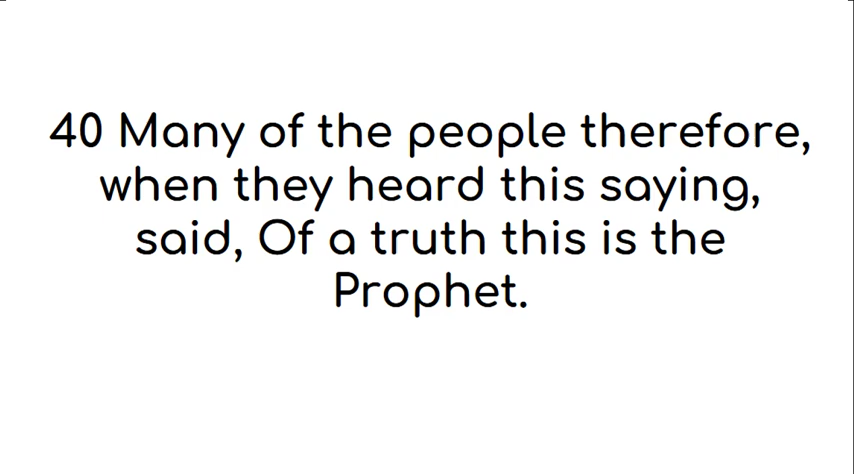 40 Many of the people therefore,
when they heard this saying,
said, Of a truth this is the
Prophet.